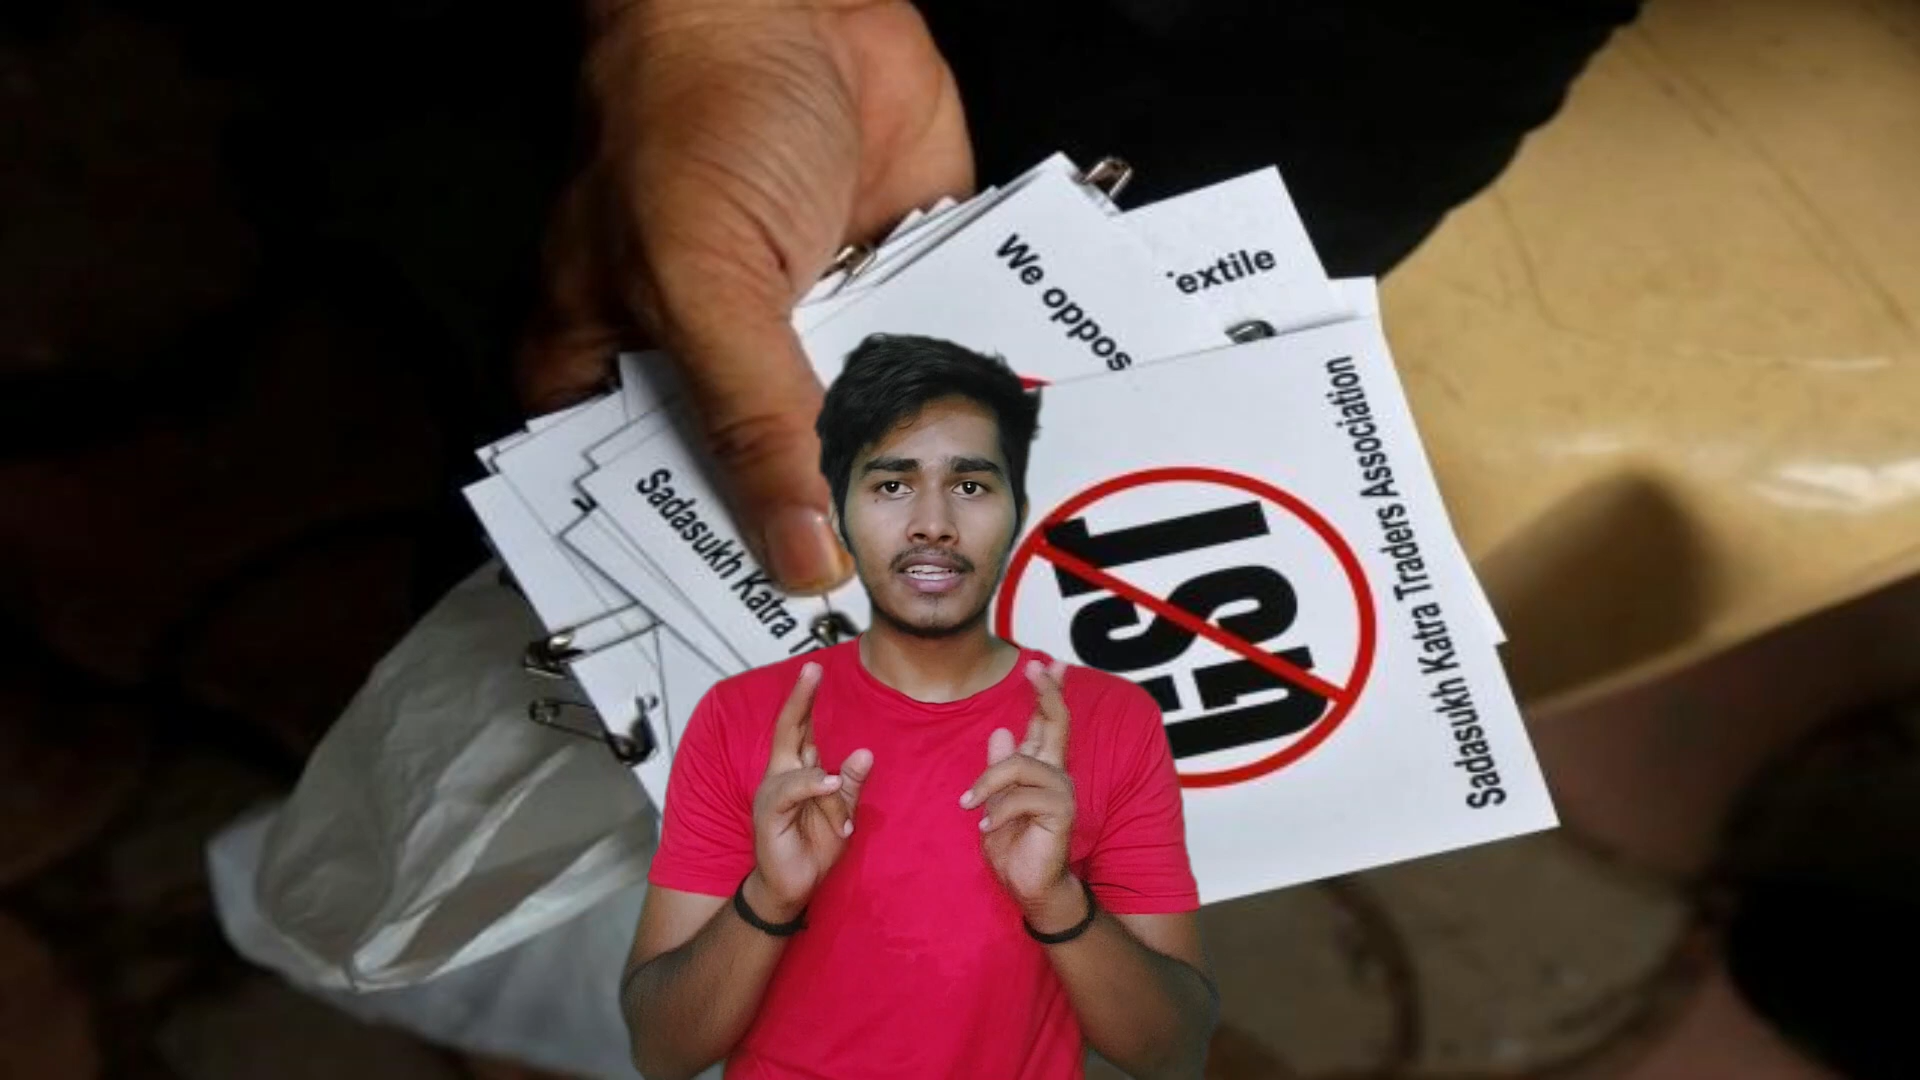 We oppos
extile
Sadasukh Katra T
GST
Sadasukh Katra Traders Association